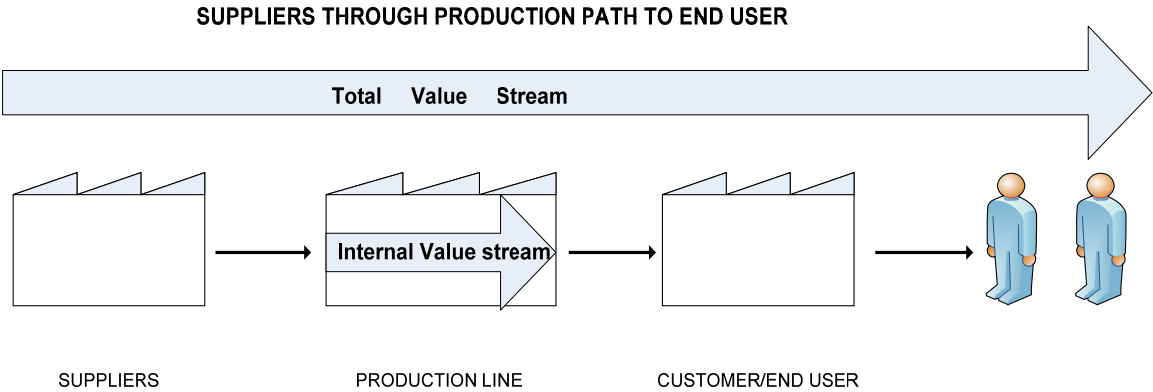 SUPPLIERS THROUGH PRODUCTION PATH TO END USER
Total Value Stream
Internal Value stream
SUPPLIERS
PRODUCTION LINE
CUSTOMER/END USER